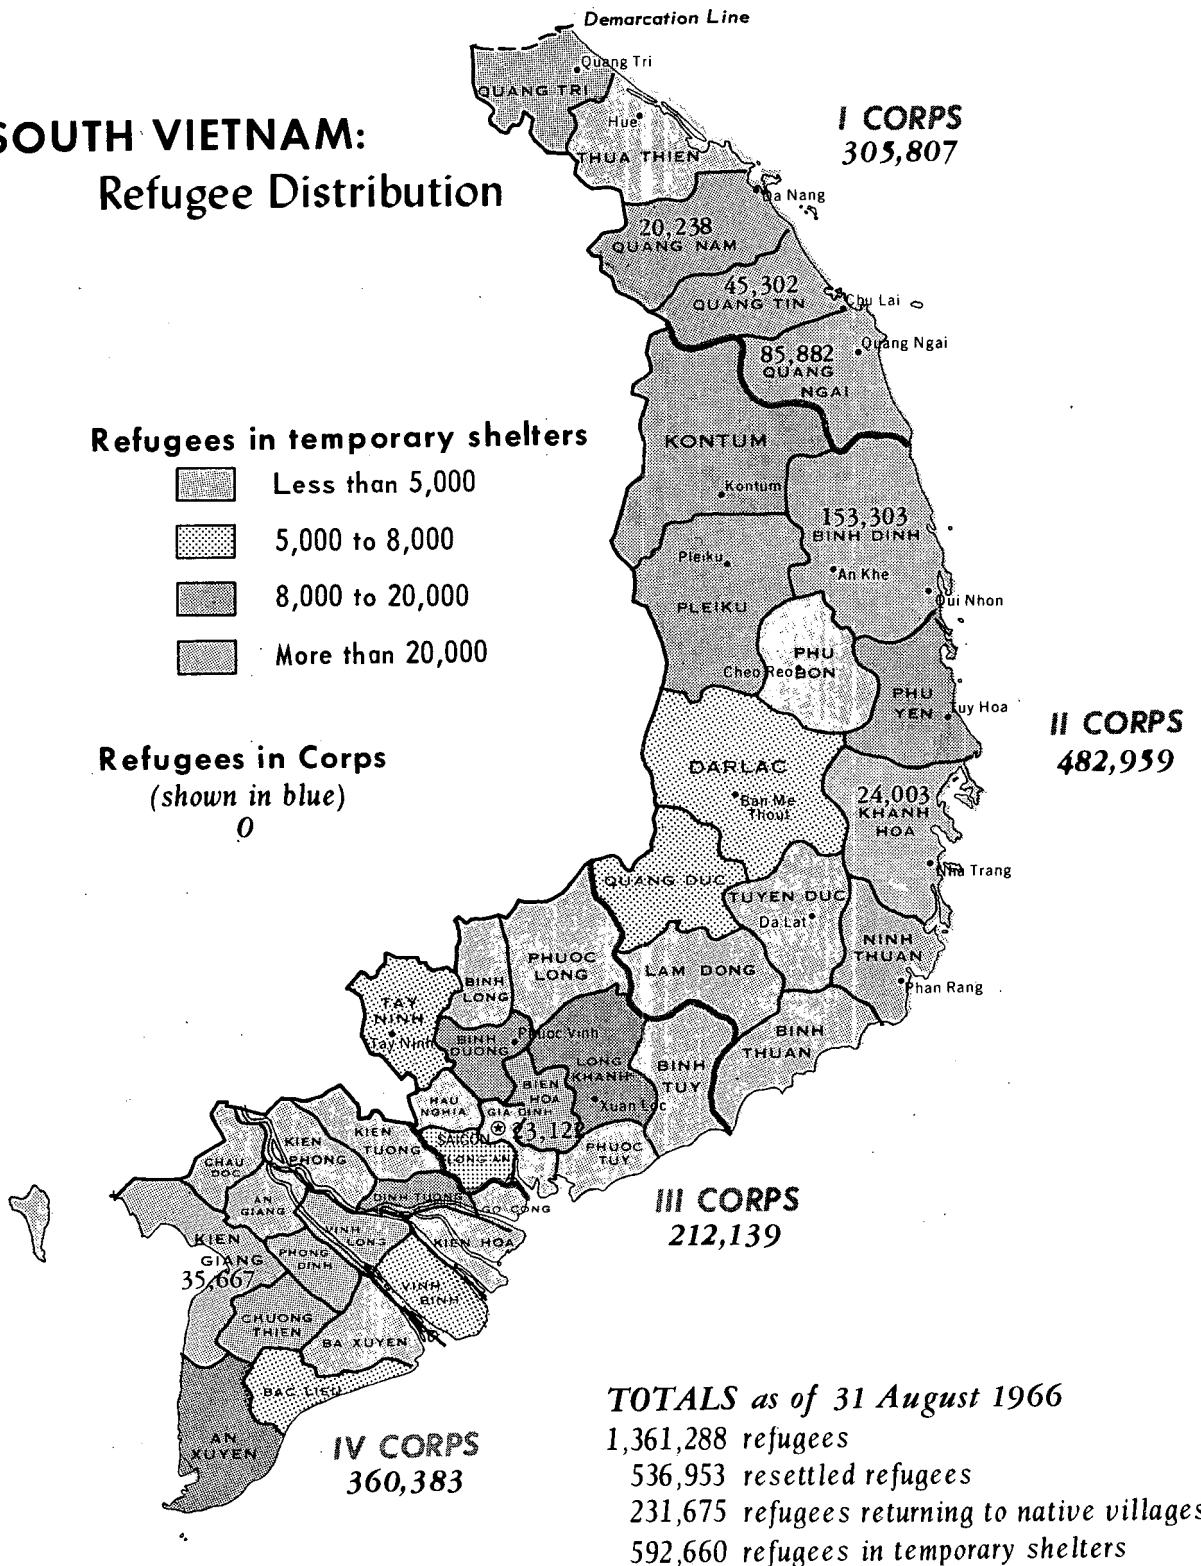 Demarcation Line
Quang Tri
QUANG TRI
SOUTH VIETNAM:
Refugee Distribution
Hue
THUA THIEN
I CORPS
305,807
Da Nang
20,238
QUANG NAM
45,302
QUANG TIN
Chu Lai
85,882
QUANG
NGAI
Quang Ngai
Refugees in temporary shelters
Less than 5,000
5,000 to 8,000
8,000 to 20,000
More than 20,000
KONTUM
Kontum
153,303
BINH DINH
An Khe
Qui Nhon
Pleiku
PLEIKU
PHU
BON
Cheo Reo
PHU
YEN
Tuy Hoa
II CORPS
482,959
Refugees in Corps
(shown in blue)
0
DARLAC
Ban Me
Thout
24,003
KHANH
HOA
Nha Trang
QUANG DUC
TUYEN DUC
Da Lat
NINH
THUAN
Phan Rang
LAM DONG
PHUOC
LONG
BINH
LONG
TAY
NINH
Tay Ninh
BINH
DUONG
Phuoc Vinh
LONG
KHANH
Xuan Loc
BINH
TUY
BINH
THUAN
BIEN
HOA
HAU
NGHIA
GIA DINH
23,122
SAIGON
LONG AN
PHUOC
TUY
III CORPS
212,139
KIEN
TUONG
KIEN
PHONG
CHAU
DOC
AN
GIANG
DINH TUONG
GO CONG
KIEN HOA
VINH
LONG
KIEN
GIANG
35,667
PHONG
DINH
VINH
BINH
CHUONG
THIEN
BA XUYEN
BAC LIEU
AN
XUYEN
IV CORPS
360,383
TOTALS as of 31 August 1966
1,361,288 refugees
536,953 resettled refugees
231,675 refugees returning to native villages
592,660 refugees in temporary shelters